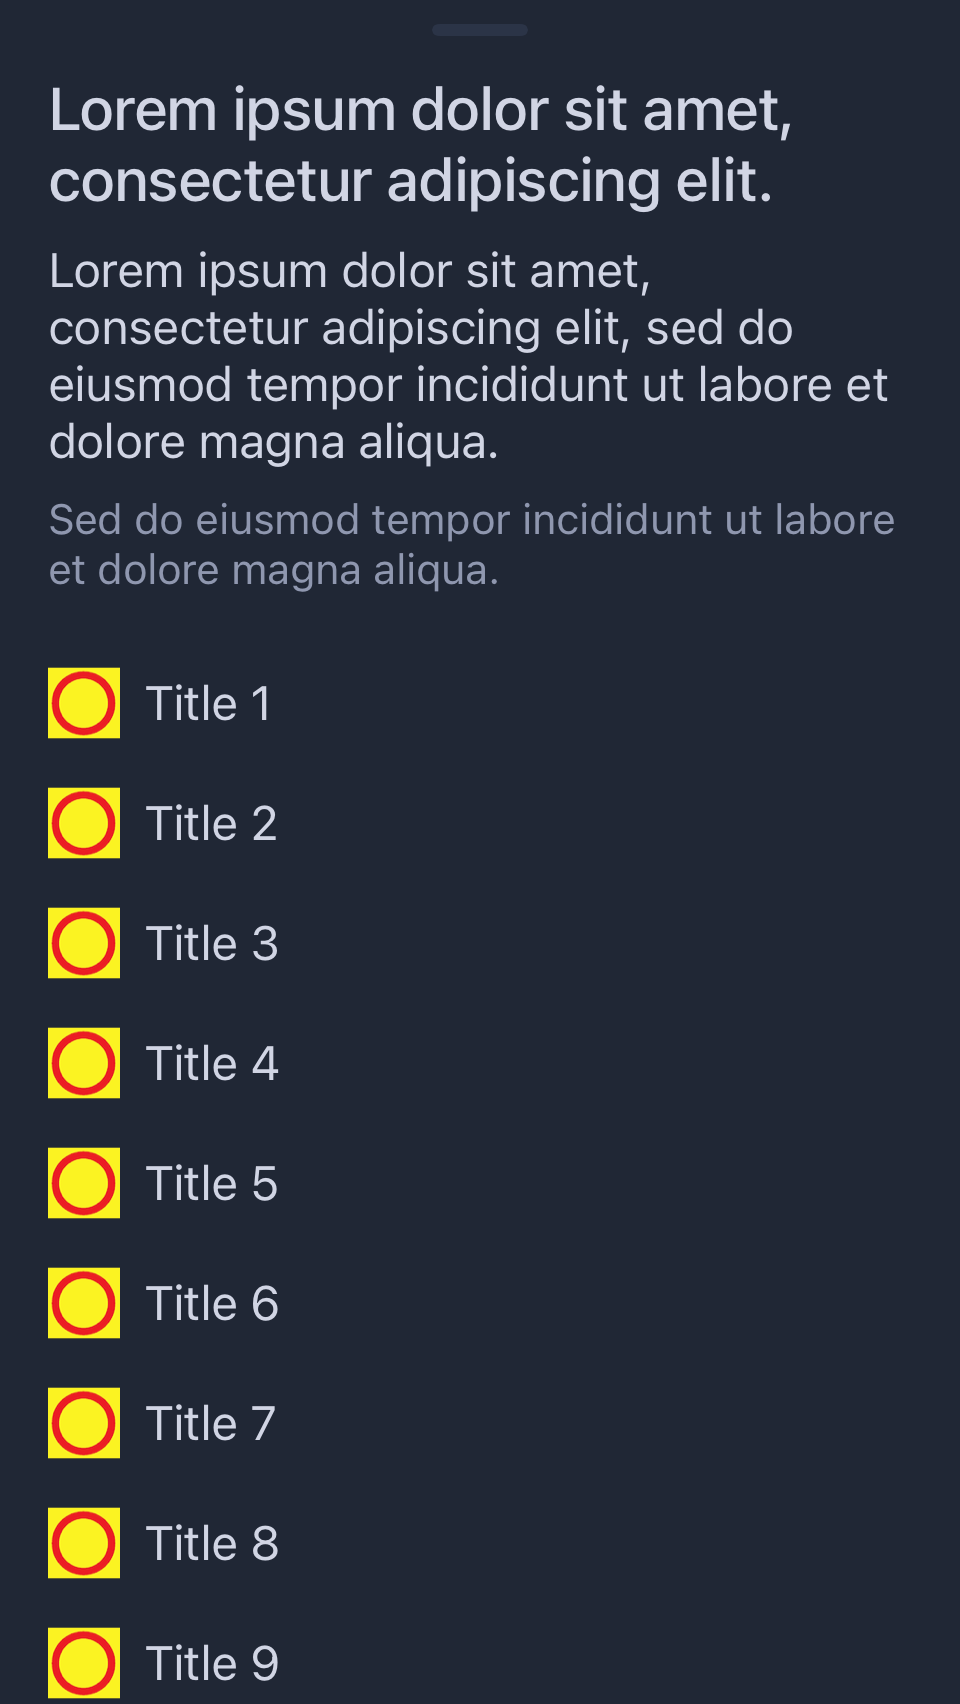 Lorem ipsum dolor sit amet,
consectetur adipiscing elit.
Lorem ipsum dolor sit amet,
consectetur adipiscing elit, sed do
eiusmod tempor incididunt ut labore et
dolore magna aliqua.
Sed do eiusmod tempor incididunt ut labore
et dolore magna aliqua.
Title 1
Title 2
Title 3
Title 4
Title 5
Title 6
Title 7
Title 8
Title 9